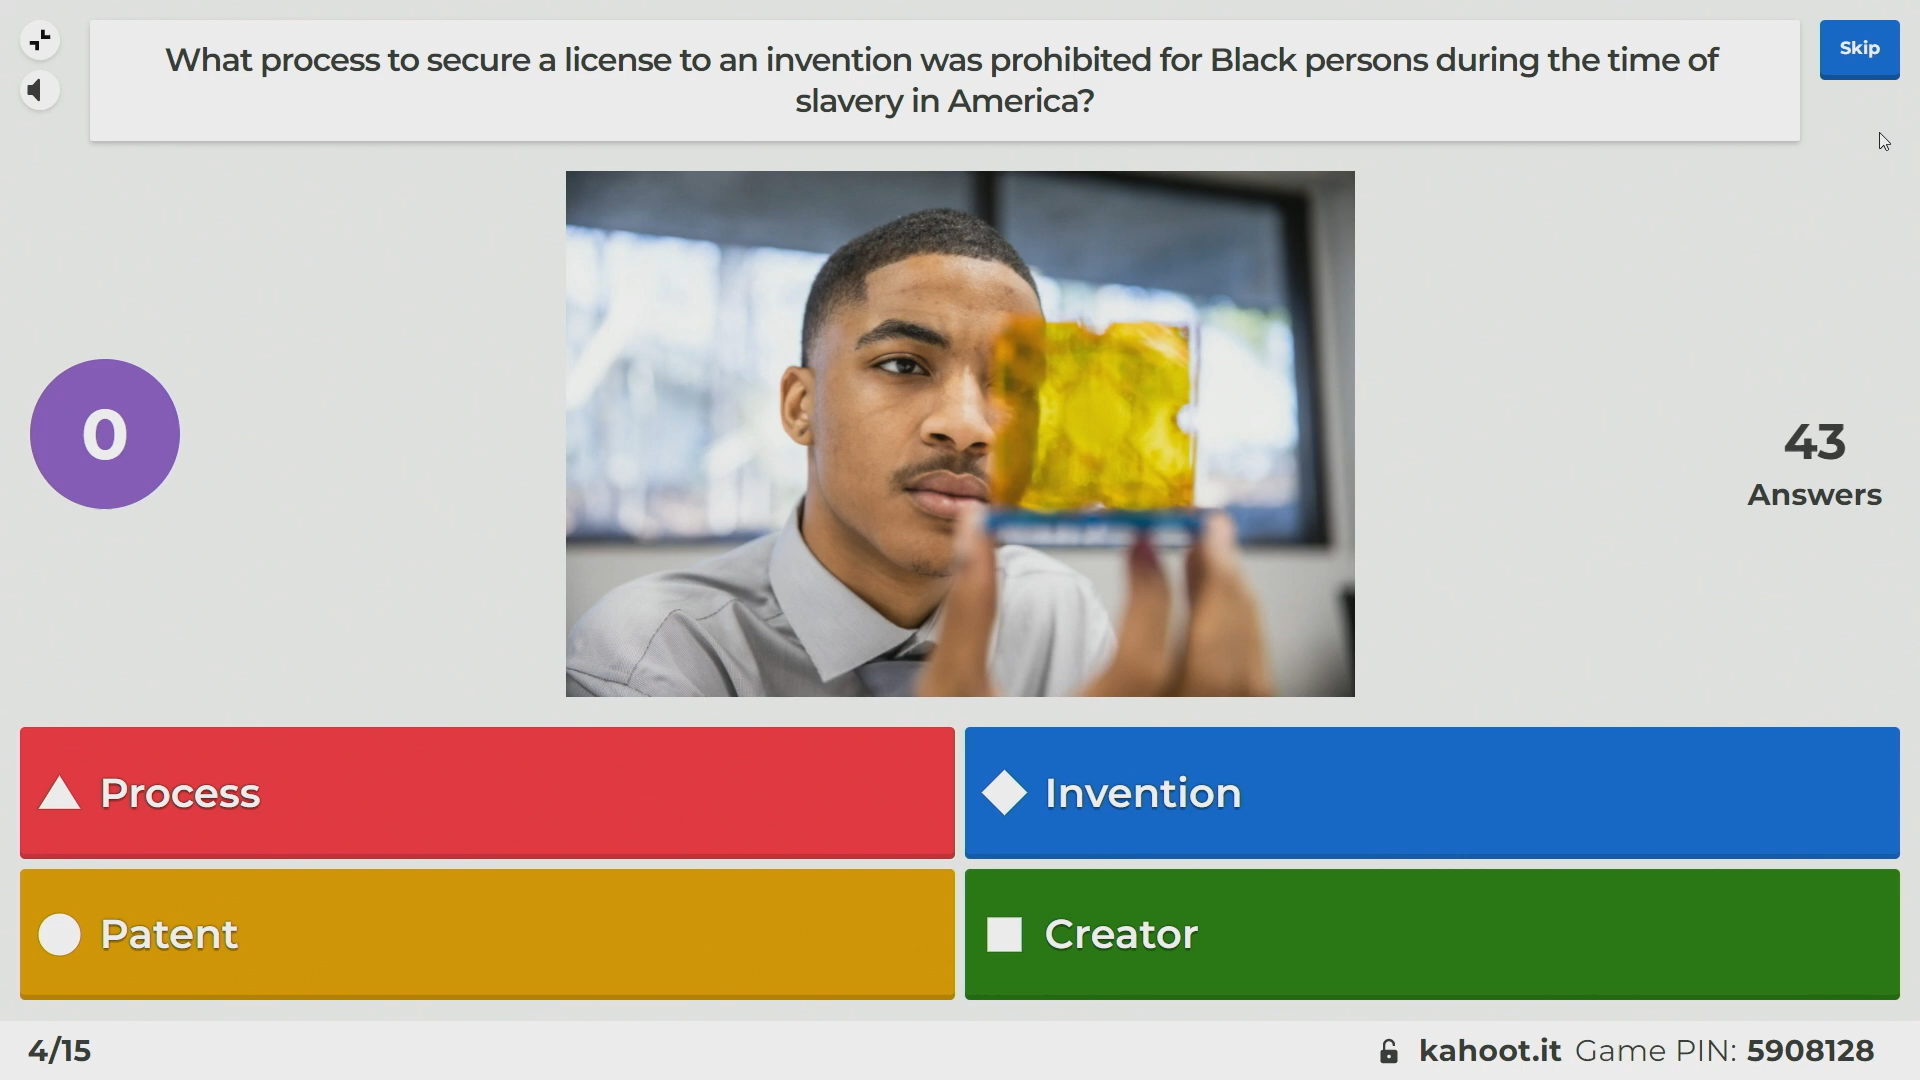 What process to secure a license to an invention was prohibited for Black persons during the time of
slavery in America?
Skip
0
43
Answers
Process
Invention
Patent
Creator
4/15
kahoot.it Game PIN: 5908128